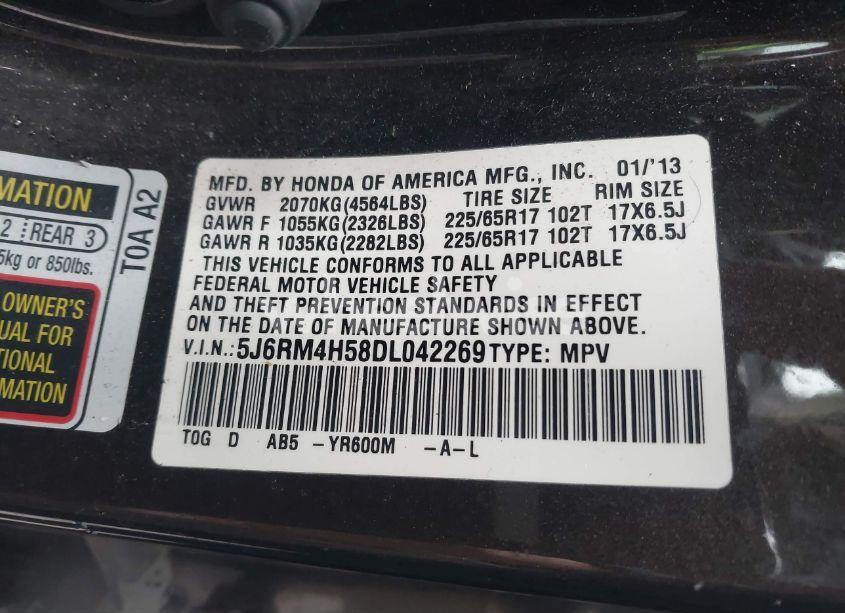 MATION
2 REAR 3
5kg or 850lbs.
OWNER'S
UAL FOR
TIONAL
RMATION
T0A A2
MFD. BY HONDA OF AMERICA MFG., INC. 01/'13
GVWR 2070KG(4564LBS) TIRE SIZE RIM SIZE
GAWR F 1055KG(2326LBS) 225/65R17 102T 17X6.5J
GAWR R 1035KG(2282LBS) 225/65R17 102T 17X6.5J
THIS VEHICLE CONFORMS TO ALL APPLICABLE
FEDERAL MOTOR VEHICLE SAFETY
AND THEFT PREVENTION STANDARDS IN EFFECT
ON THE DATE OF MANUFACTURE SHOWN ABOVE.
V.I.N.:5J6RM4H58DL042269 TYPE: MPV
TOG D AB5 -YR600M -A-L